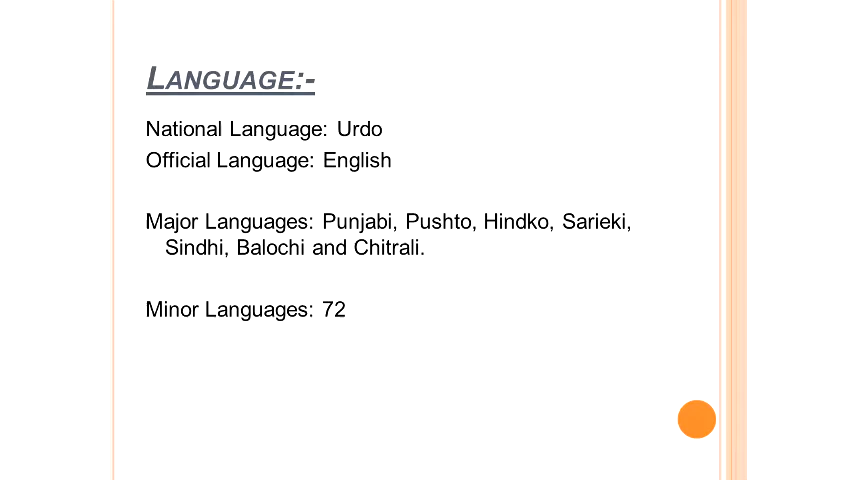 LANGUAGE:-
National Language: Urdo
Official Language: English
Major Languages: Punjabi, Pushto, Hindko, Sarieki,
Sindhi, Balochi and Chitrali.
Minor Languages: 72